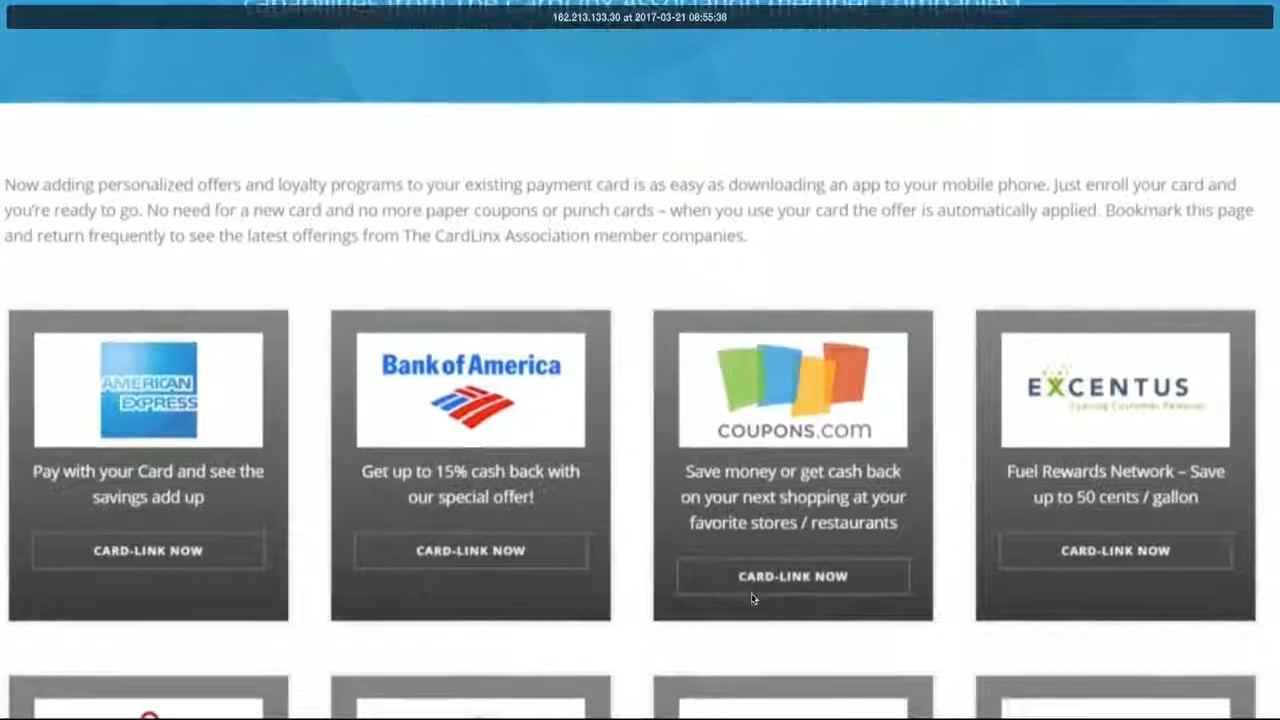 162.213.133.30 at 2017-03-21 08:55:36
capabilities from The CardLinx Association member companies!
Now adding personalized offers and loyalty programs to your existing payment card is as easy as downloading an app to your mobile phone. Just enroll your card and
you're ready to go. No need for a new card and no more paper coupons or punch cards – when you use your card the offer is automatically applied. Bookmark this page
and return frequently to see the latest offerings from The CardLinx Association member companies.
AMERICAN
EXPRESS
Pay with your Card and see the
savings add up
CARD-LINK NOW
Bank of America
Get up to 15% cash back with
our special offer!
CARD-LINK NOW
COUPONS.com
Save money or get cash back
on your next shopping at your
favorite stores / restaurants
CARD-LINK NOW
EXCENTUS
Fuel Rewards Network – Save
up to 50 cents / gallon
CARD-LINK NOW